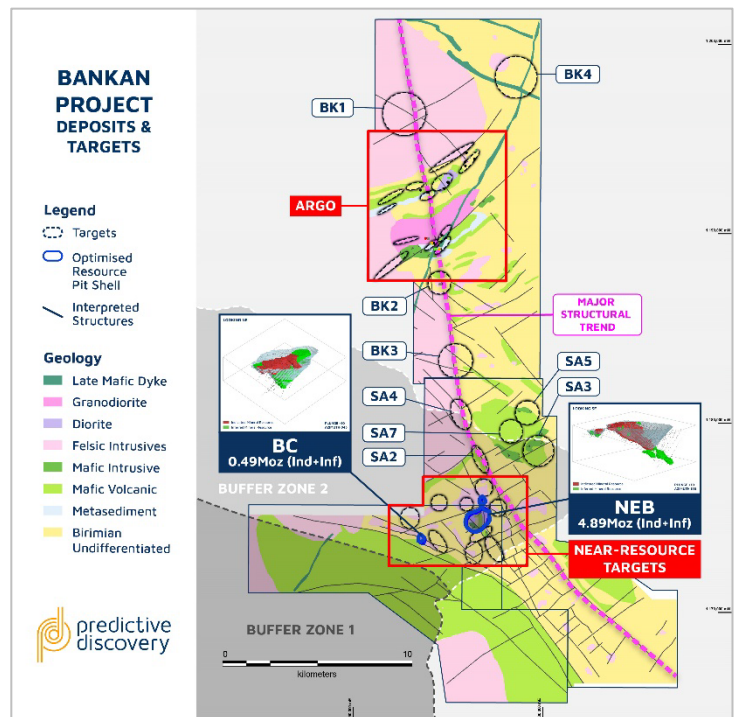 BANKAN
PROJECT
DEPOSITS &
TARGETS
Legend
Targets
Optimised
Resource
Pit Shell
Interpreted
Structures
Geology
Late Mafic Dyke
Granodiorite
Diorite
Felsic Intrusives
Mafic Intrusive
Mafic Volcanic
Metasediment
Birimian
Undifferentiated
predictive
discovery
BK1
BK4
ARGO
BK2
MAJOR
STRUCTURAL
TREND
BK3
SA5
SA3
SA4
SA7
SA2
BC
0.49Moz (Ind+Inf)
NEB
4.89Moz (Ind+Inf)
BUFFER ZONE 2
NEAR-RESOURCE
TARGETS
BUFFER ZONE 1
0 10
kilometers